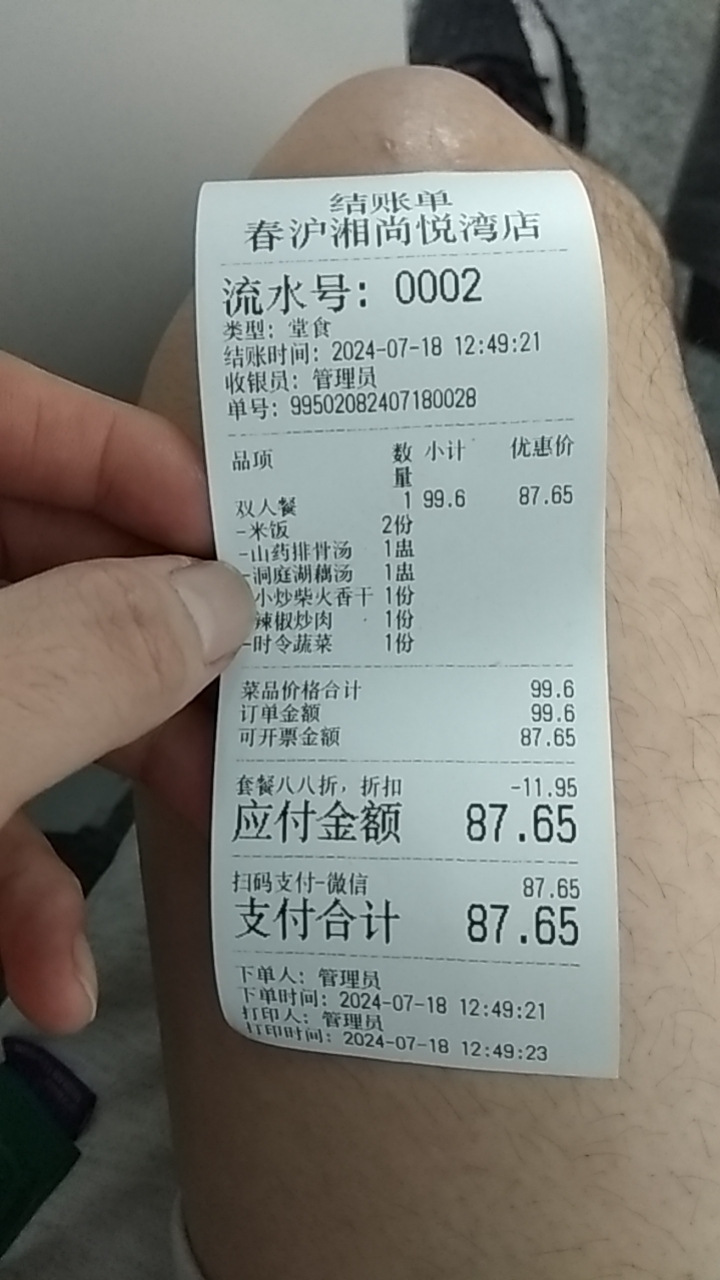 结账单
春沪湘尚悦湾店
流水号: 0002
类型: 堂食
结账时间: 2024-07-18 12:49:21
收银员: 管理员
单号: 99502082407180028
品项 数量 小计 优惠价
双人餐 1 99.6 87.65
-米饭 2份
-山药排骨汤 1盅
-洞庭湖藕汤 1盅
小炒柴火香干 1份
辣椒炒肉 1份
-时令蔬菜 1份
菜品价格合计 99.6
订单金额 99.6
可开票金额 87.65
套餐八八折, 折扣 -11.95
应付金额 87.65
扫码支付-微信 87.65
支付合计 87.65
下单人: 管理员
下单时间: 2024-07-18 12:49:21
打印人: 管理员
打印时间: 2024-07-18 12:49:23